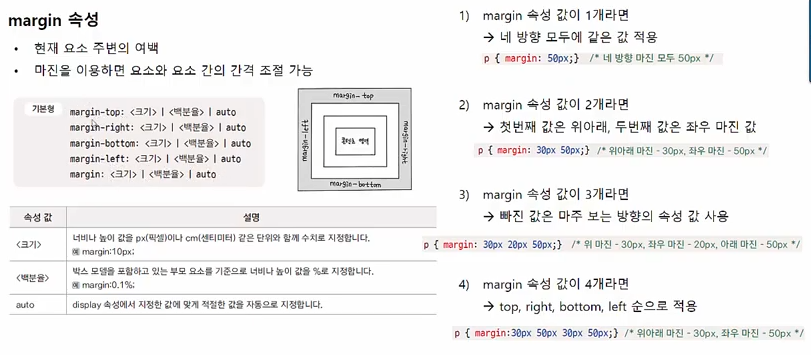 margin 속성
• 현재 요소 주변의 여백
• 마진을 이용하면 요소와 요소 간의 간격 조절 가능
기본형
margin-top: <크기> | <백분율> | auto
margin-right: <크기> | <백분율> | auto
margin-bottom: <크기> | <백분율> | auto
margin-left: <크기> | <백분율> | auto
margin: <크기> | <백분율> | auto
margin-top
margin-left
콘텐츠 영역
margin-right
margin-bottom
속성 값 설명
<크기> 너비나 높이 값을 px(픽셀)이나 cm(센티미터) 같은 단위와 함께 수치로 지정합니다.
예 margin:10px;
<백분율> 박스 모델을 포함하고 있는 부모 요소를 기준으로 너비나 높이 값을 %로 지정합니다.
예 margin:0.1%;
auto display 속성에서 지정한 값에 맞게 적절한 값을 자동으로 지정합니다.
1) margin 속성 값이 1개라면
→ 네 방향 모두에 같은 값 적용
p { margin: 50px;} /* 네 방향 마진 모두 50px */
2) margin 속성 값이 2개라면
→ 첫번째 값은 위아래, 두번째 값은 좌우 마진 값
p { margin: 30px 50px;} /* 위아래 마진 - 30px, 좌우 마진 - 50px */
3) margin 속성 값이 3개라면
→ 빠진 값은 마주 보는 방향의 속성 값 사용
p { margin: 30px 20px 50px;} /* 위 마진 - 30px, 좌우 마진 - 20px, 아래 마진 - 50px */
4) margin 속성 값이 4개라면
→ top, right, bottom, left 순으로 적용
p { margin:30px 50px 30px 50px;} /* 위아래 마진 - 30px, 좌우 마진 - 50px */